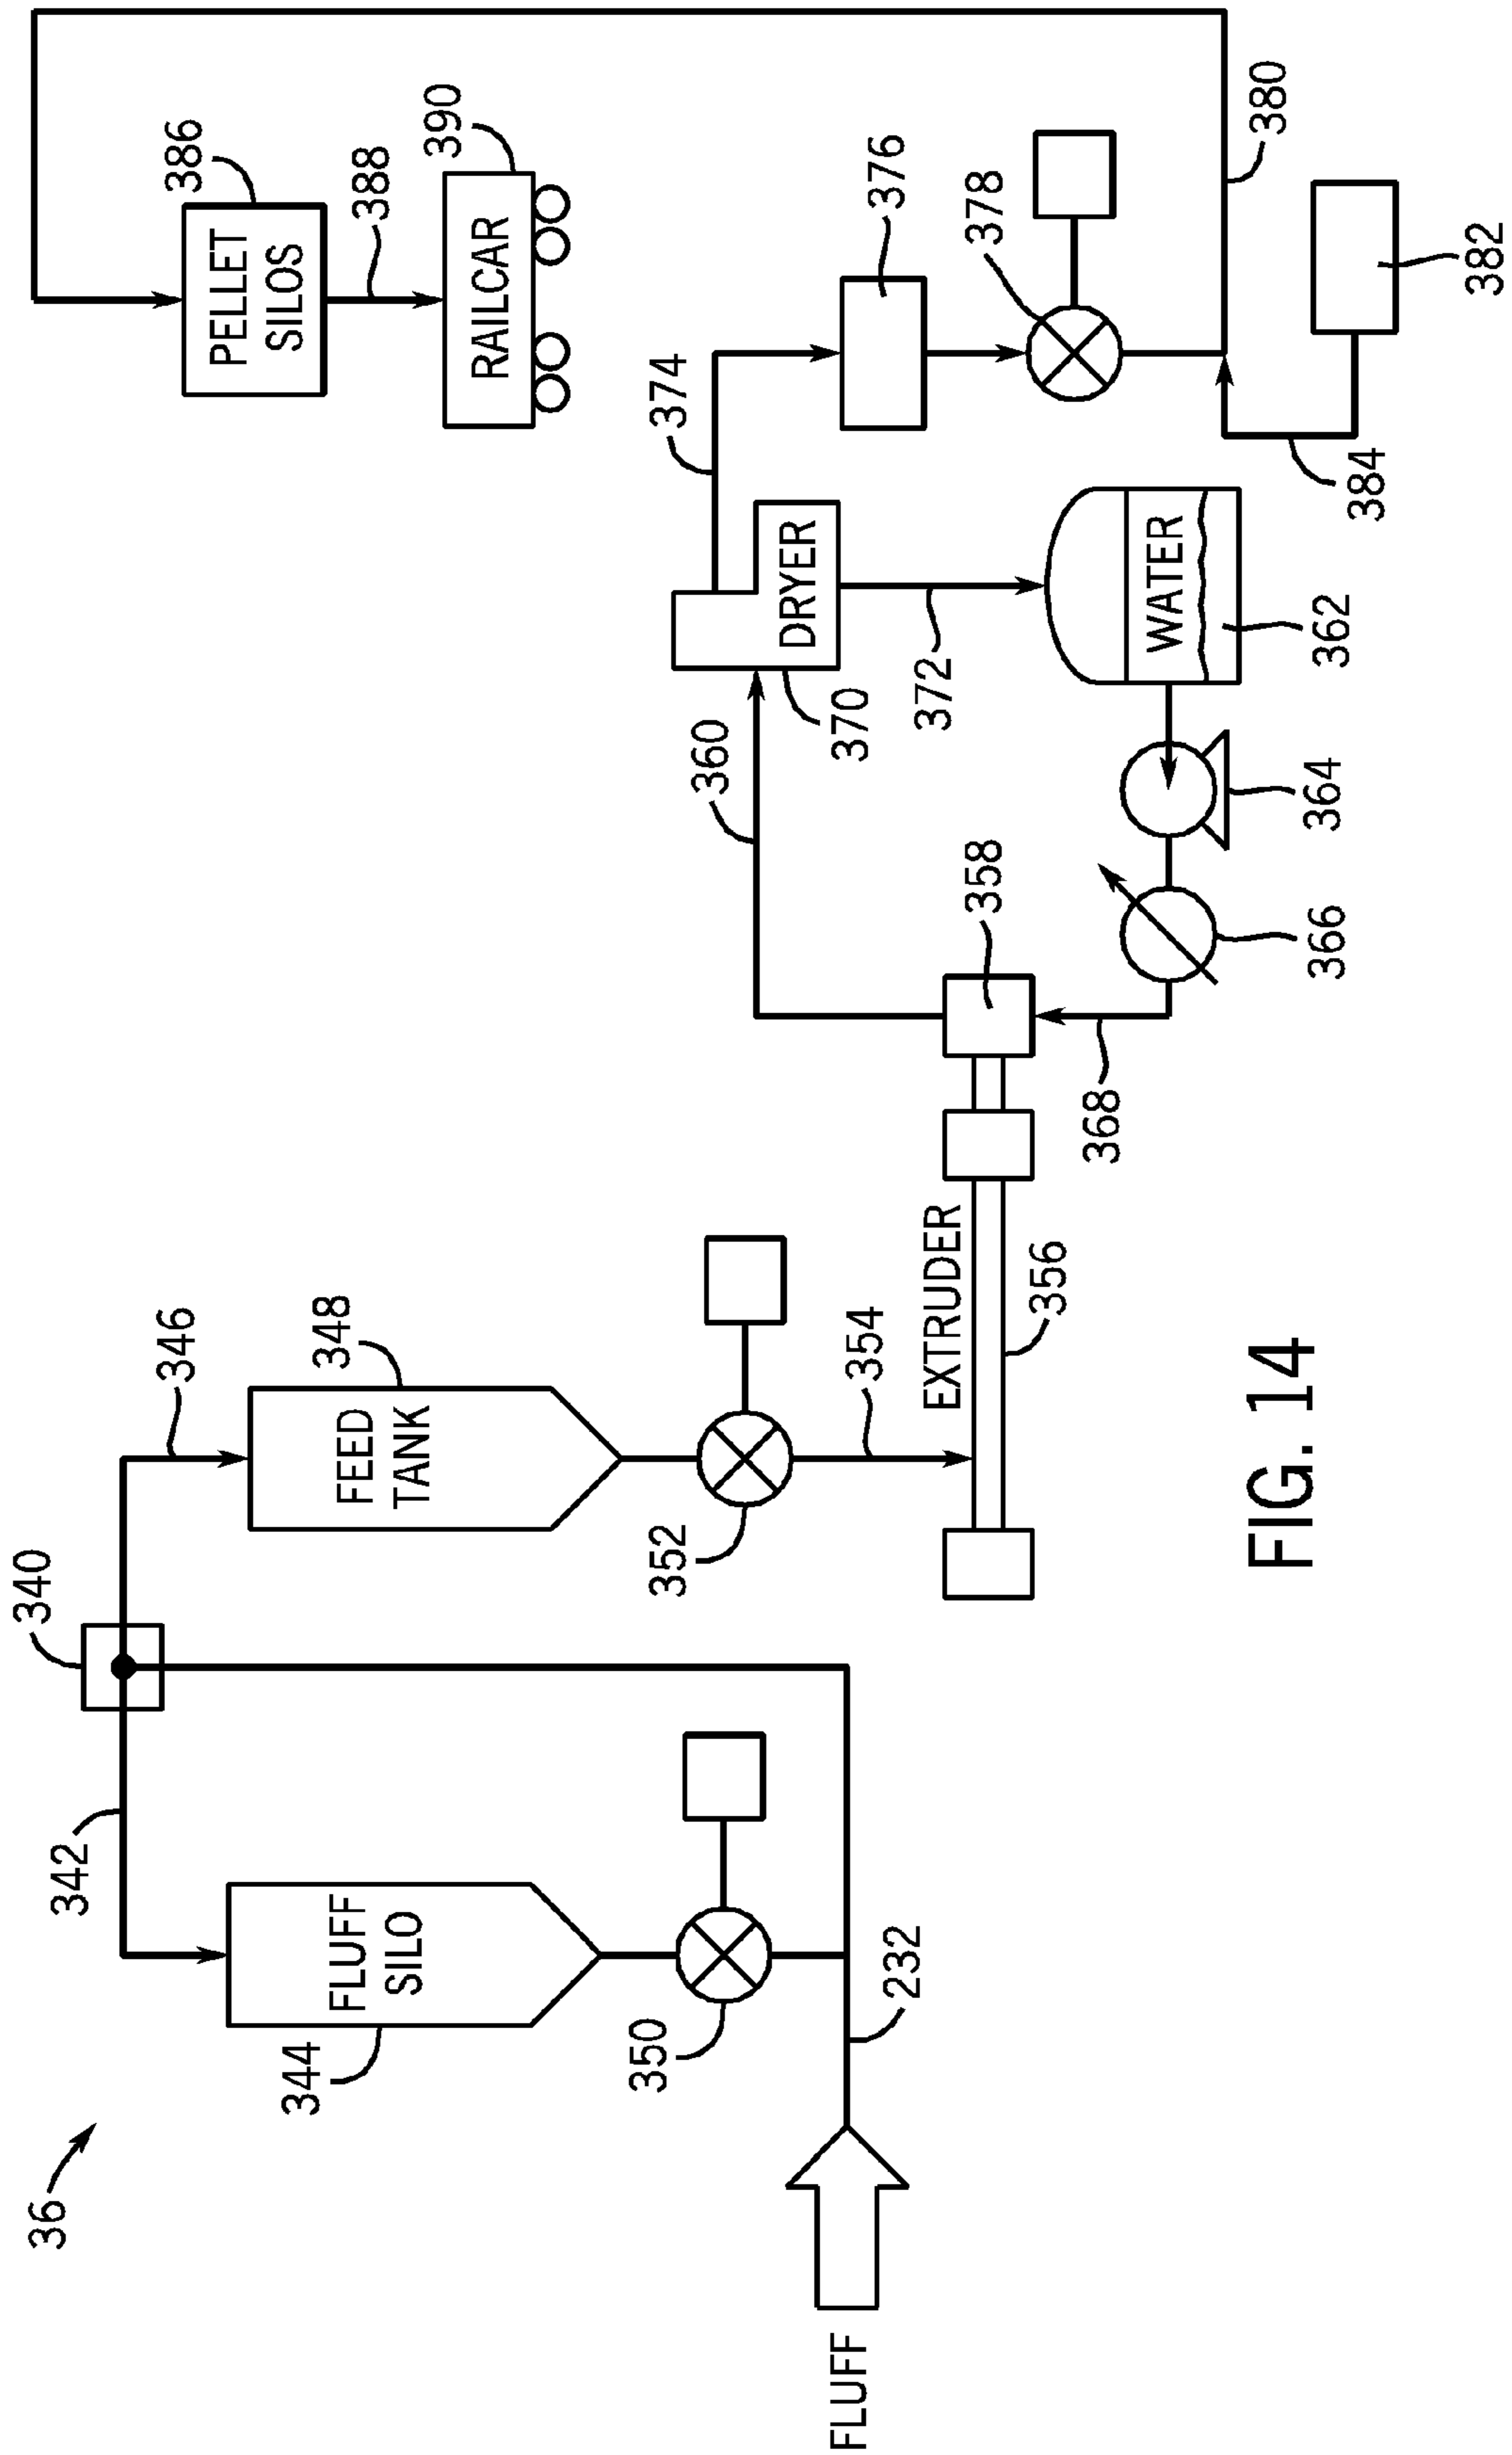 36
340
342
346
344
FLUFF
SILO
348
FEED
TANK
350
352
354
232
FLUFF
EXTRUDER
356
358
360
368
366
364
362
WATER
372
370
DRYER
374
376
378
380
382
384
386
PELLET
SILOS
388
390
RAILCAR
FIG. 14